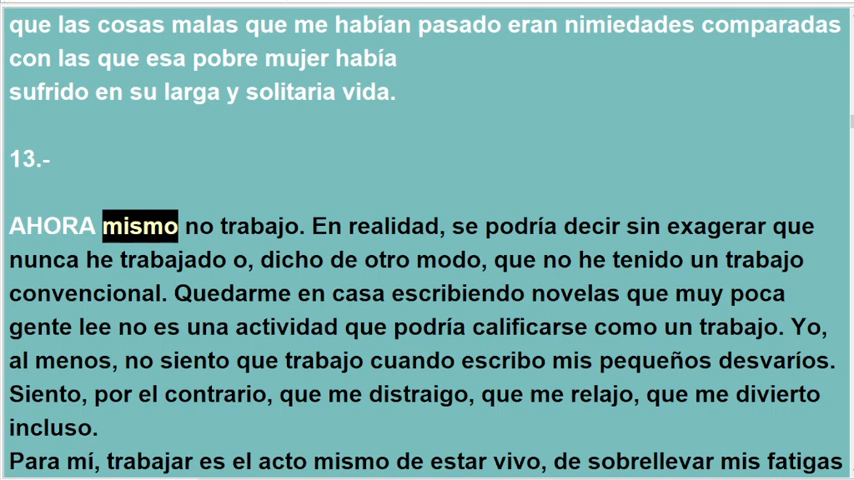 que las cosas malas que me habían pasado eran nimiedades comparadas
con las que esa pobre mujer había
sufrido en su larga y solitaria vida.
13.-
AHORA mismo no trabajo. En realidad, se podría decir sin exagerar que
nunca he trabajado o, dicho de otro modo, que no he tenido un trabajo
convencional. Quedarme en casa escribiendo novelas que muy poca
gente lee no es una actividad que podría calificarse como un trabajo. Yo,
al menos, no siento que trabajo cuando escribo mis pequeños desvaríos.
Siento, por el contrario, que me distraigo, que me relajo, que me divierto
incluso.
Para mí, trabajar es el acto mismo de estar vivo, de sobrellevar mis fatigas